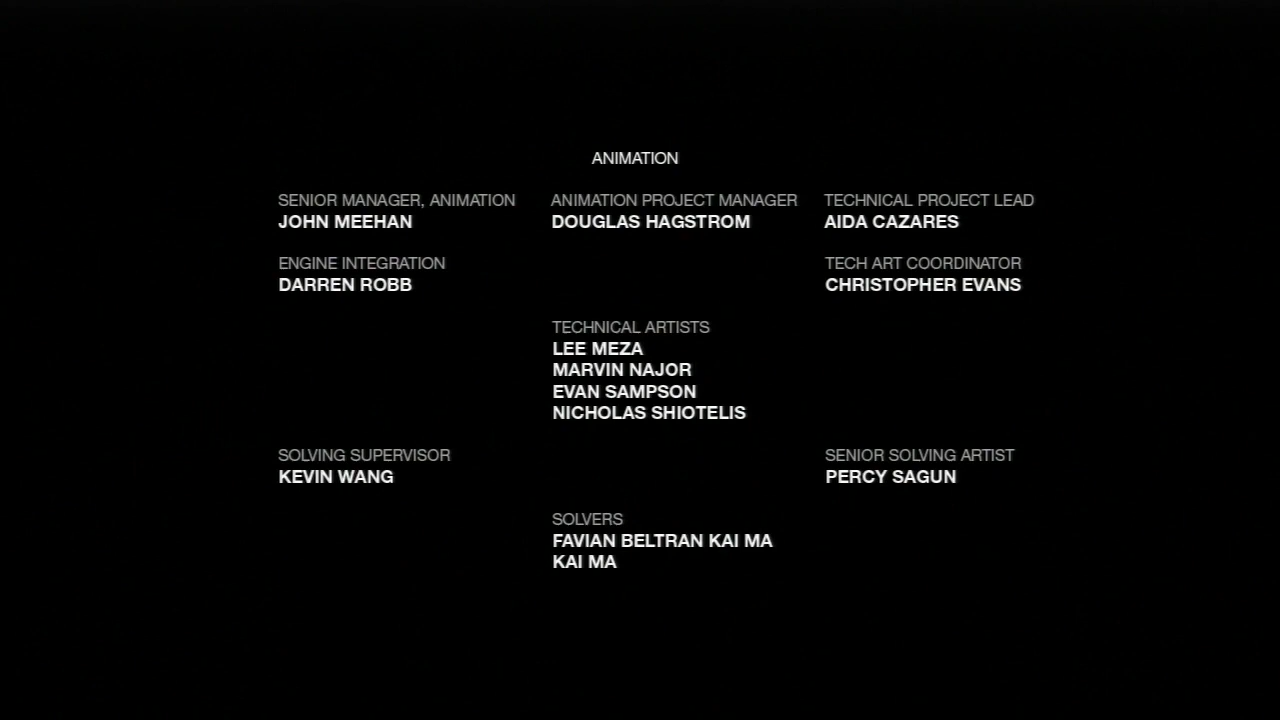 ANIMATION
SENIOR MANAGER, ANIMATION
JOHN MEEHAN
ANIMATION PROJECT MANAGER
DOUGLAS HAGSTROM
TECHNICAL PROJECT LEAD
AIDA CAZARES
ENGINE INTEGRATION
DARREN ROBB
TECH ART COORDINATOR
CHRISTOPHER EVANS
TECHNICAL ARTISTS
LEE MEZA
MARVIN NAJOR
EVAN SAMPSON
NICHOLAS SHIOTELIS
SOLVING SUPERVISOR
KEVIN WANG
SENIOR SOLVING ARTIST
PERCY SAGUN
SOLVERS
FAVIAN BELTRAN KAI MA
KAI MA